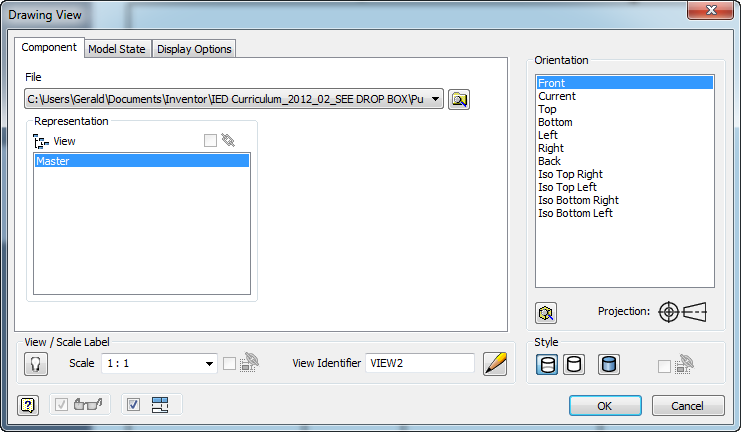 Drawing View
Component Model State Display Options
File
C:\Users\Gerald\Documents\Inventor\IED Curriculum_2012_02_SEE DROP BOX\Pu
Representation
View
Master
Orientation
Front
Current
Top
Bottom
Left
Right
Back
Iso Top Right
Iso Top Left
Iso Bottom Right
Iso Bottom Left
Projection:
View / Scale Label
Scale 1 : 1 View Identifier VIEW2
Style
OK Cancel